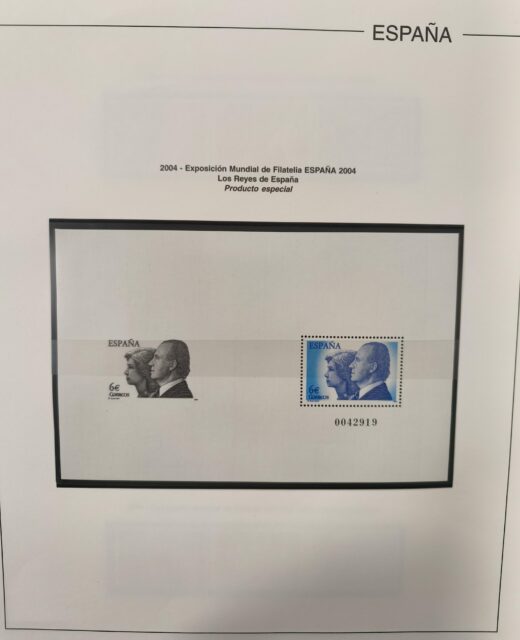 ESPAÑA
2004 - Exposición Mundial de Filatelia ESPAÑA 2004
Los Reyes de España
Producto especial
ESPAÑA
6€
CORREOS
ESPAÑA
6€
CORREOS
0042919